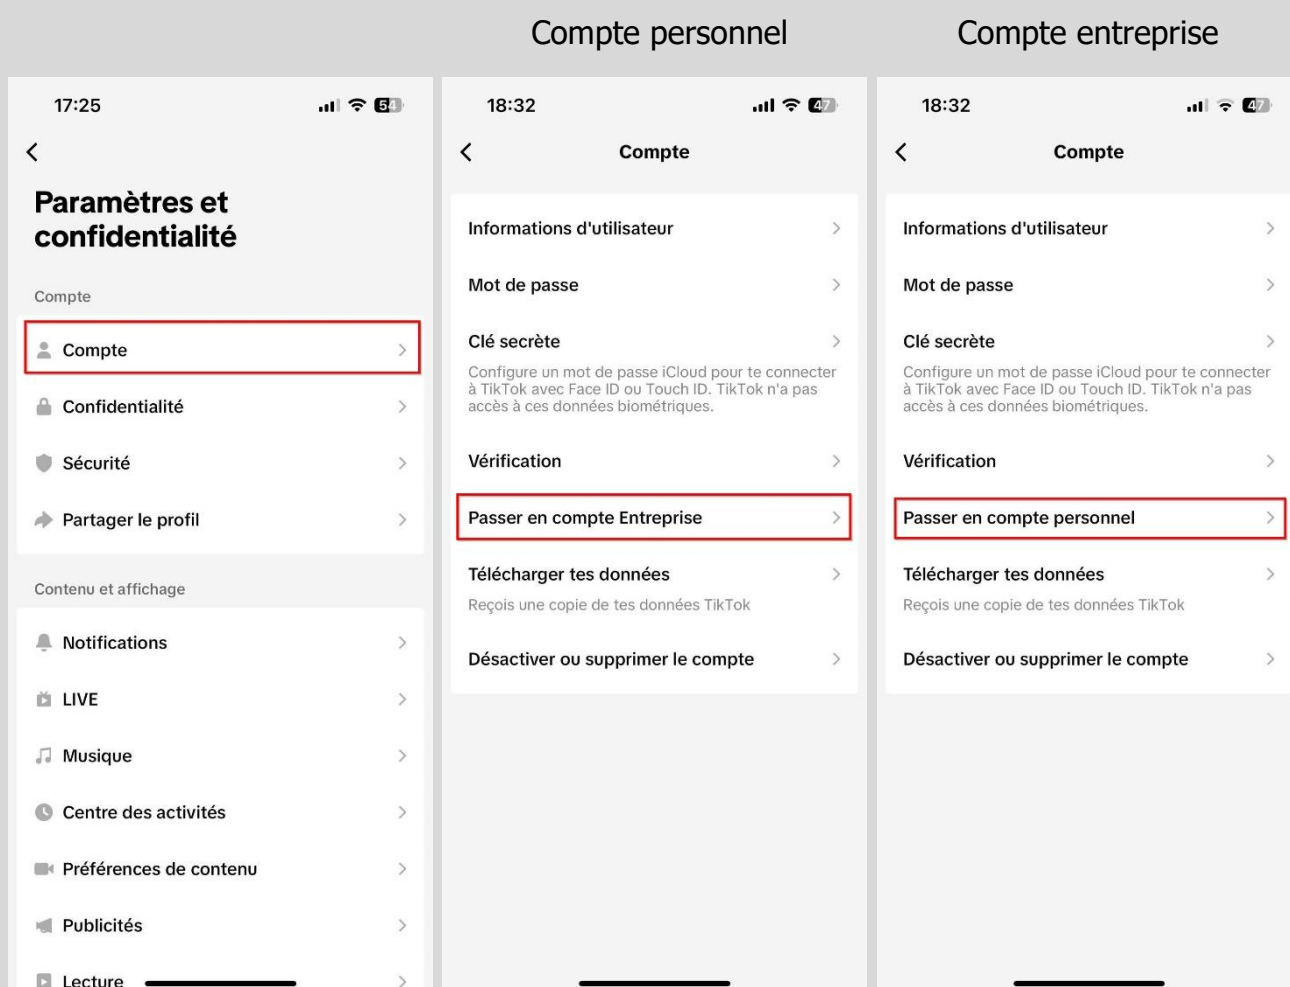 Compte personnel
Compte entreprise
17:25
54
Paramètres et
confidentialité
Compte
Compte
Confidentialité
Sécurité
Partager le profil
Contenu et affichage
Notifications
LIVE
Musique
Centre des activités
Préférences de contenu
Publicités
Lecture
18:32
47
Compte
Informations d'utilisateur
Mot de passe
Clé secrète
Configure un mot de passe iCloud pour te connecter
à TikTok avec Face ID ou Touch ID. TikTok n'a pas
accès à ces données biométriques.
Vérification
Passer en compte Entreprise
Télécharger tes données
Reçois une copie de tes données TikTok
Désactiver ou supprimer le compte
18:32
47
Compte
Informations d'utilisateur
Mot de passe
Clé secrète
Configure un mot de passe iCloud pour te connecter
à TikTok avec Face ID ou Touch ID. TikTok n'a pas
accès à ces données biométriques.
Vérification
Passer en compte personnel
Télécharger tes données
Reçois une copie de tes données TikTok
Désactiver ou supprimer le compte